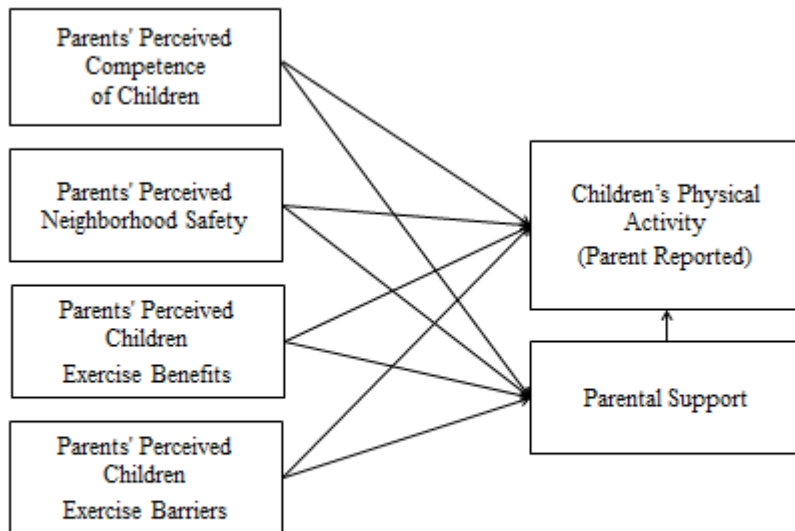 Parents' Perceived
Competence
of Children
Parents' Perceived
Neighborhood Safety
Parents' Perceived
Children
Exercise Benefits
Parents' Perceived
Children
Exercise Barriers
Children’s Physical
Activity
(Parent Reported)
Parental Support